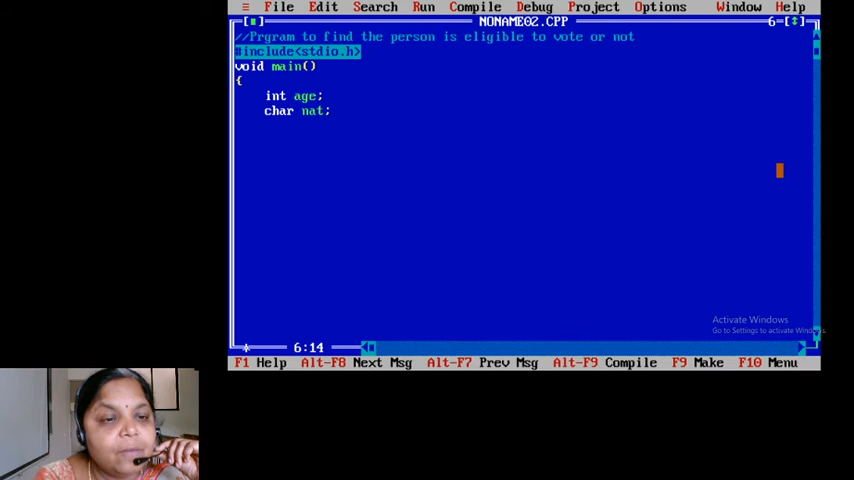 ≡ File Edit Search Run Compile Debug Project Options Window Help
[■] NONAME02.CPP 6=[↕]
//Prgram to find the person is eligible to vote or not
#include<stdio.h>
void main()
{
int age;
char nat;
Activate Windows
Go to Settings to activate Windows.
6:14
F1 Help Alt-F8 Next Msg Alt-F7 Prev Msg Alt-F9 Compile F9 Make F10 Menu